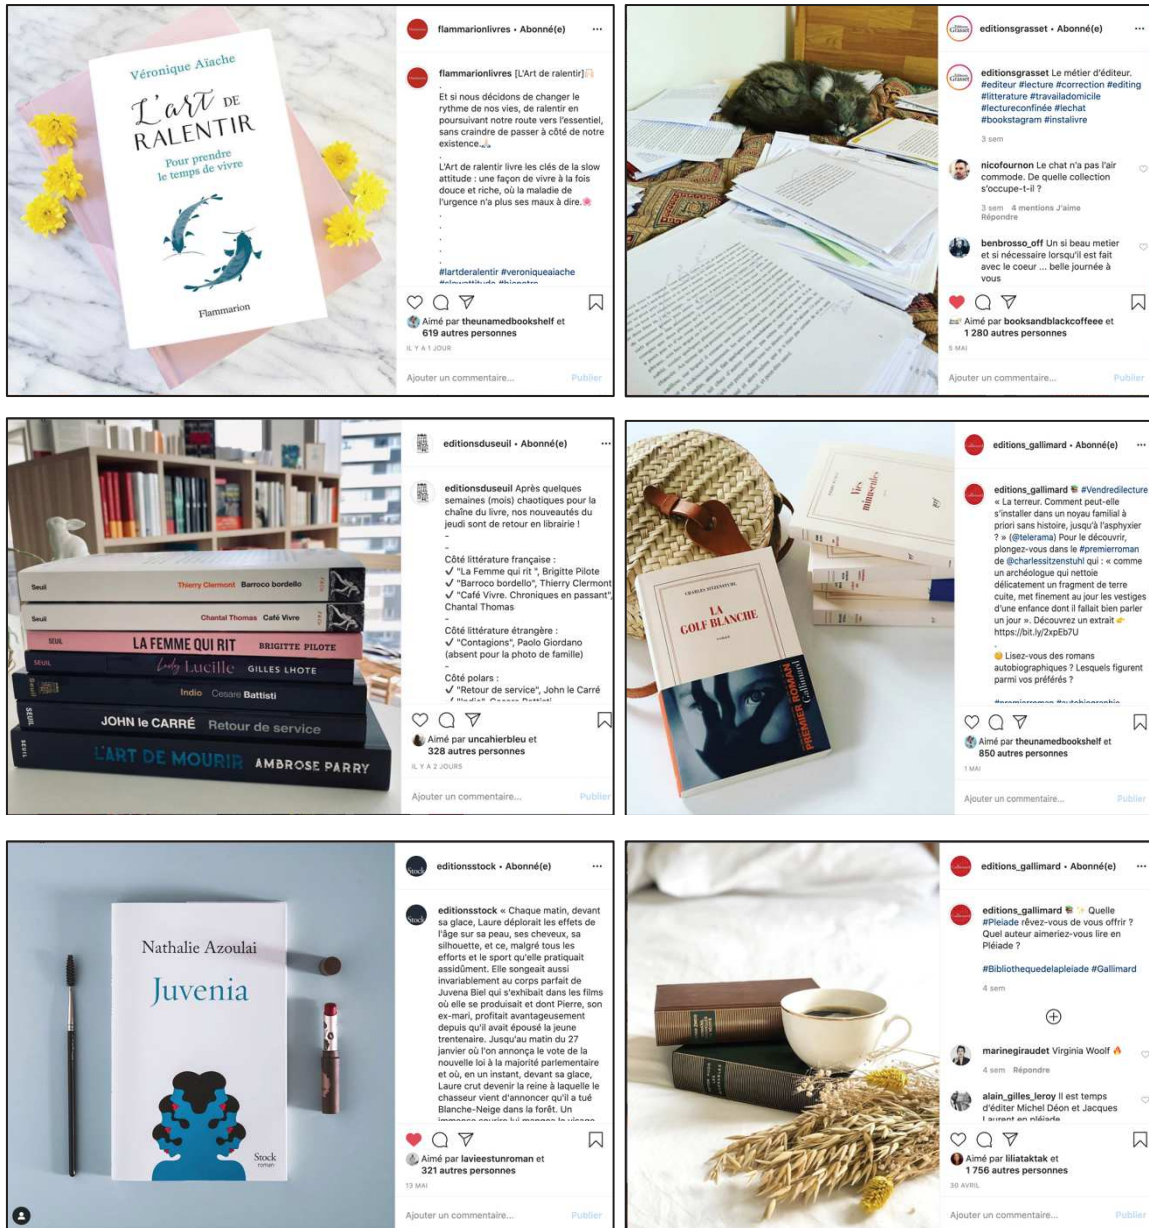 Véronique Aïache
L'art DE
RALENTIR
Pour prendre
le temps de vivre
Flammarion
flammarionlivres • Abonné(e)
flammarionlivres [L'Art de ralentir]
.
Et si nous décidons de changer le
rythme de nos vies, de ralentir en
poursuivant notre route vers l'essentiel,
sans craindre de passer à côté de notre
existence.
.
L'Art de ralentir livre les clés de la slow
attitude : une façon de vivre à la fois
douce et riche, où la maladie de
l'urgence n'a plus ses maux à dire.
.
.
.
.
.
#lartderalentir #veroniqueaiache
#slowattitude #bienetre
Aimé par theunamedbookshelf et
619 autres personnes
IL Y A 1 JOUR
Ajouter un commentaire... Publier
editionsgrasset • Abonné(e)
editionsgrasset Le métier d'éditeur.
#editeur #lecture #correction #editing
#litterature #travailadomicile
#lectureconfinée #lechat
#bookstagram #instalivre
3 sem
nicofournon Le chat n'a pas l'air
commode. De quelle collection
s'occupe-t-il ?
3 sem 4 mentions J'aime
Répondre
benbrosso_off Un si beau metier
et si nécessaire lorsqu'il est fait
avec le coeur ... belle journée à
vous
Aimé par booksandblackcoffeee et
1 280 autres personnes
5 MAI
Ajouter un commentaire... Publier
Seuil Thierry Clermont Barroco bordello
Seuil Chantal Thomas Café Vivre
SEUIL LA FEMME QUI RIT BRIGITTE PILOTE
SEUIL Lady Lucille GILLES LHOTE
Seuil Indio Cesare Battisti
SEUIL JOHN le CARRÉ Retour de service
SEUIL L'ART DE MOURIR AMBROSE PARRY
editionsduseuil • Abonné(e)
editionsduseuil Après quelques
semaines (mois) chaotiques pour la
chaîne du livre, nos nouveautés du
jeudi sont de retour en librairie !
-
-
Côté littérature française :
✓ "La Femme qui rit ", Brigitte Pilote
✓ "Barroco bordello", Thierry Clermont
✓ "Café Vivre. Chroniques en passant",
Chantal Thomas
-
Côté littérature étrangère :
✓ "Contagions", Paolo Giordano
(absent pour la photo de famille)
-
Côté polars :
✓ "Retour de service", John le Carré
✓ "Indio", Cesare Battisti
Aimé par uncahierbleu et
328 autres personnes
IL Y A 2 JOURS
Ajouter un commentaire... Publier
Vies
minuscules
nrf
CHARLES SITZENSTUHL
LA
GOLF BLANCHE
ROMAN
PREMIER ROMAN
Gallimard
editions_gallimard • Abonné(e)
editions_gallimard #Vendredilecture
« La terreur. Comment peut-elle
s'installer dans un noyau familial à
priori sans histoire, jusqu'à l'asphyxier
? » (@telerama) Pour le découvrir,
plongez-vous dans le #premierroman
de @charlessitzenstuhl qui : « comme
un archéologue qui nettoie
délicatement un fragment de terre
cuite, met finement au jour les vestiges
d'une enfance dont il fallait bien parler
un jour ». Découvrez un extrait
https://bit.ly/2xpEb7U
.
Lisez-vous des romans
autobiographiques ? Lesquels figurent
parmi vos préférés ?
#premierroman #autobiographie
Aimé par theunamedbookshelf et
850 autres personnes
1 MAI
Ajouter un commentaire... Publier
Nathalie Azoulai
Juvenia
Stock
roman
editionsstock • Abonné(e)
editionsstock « Chaque matin, devant
sa glace, Laure déplorait les effets de
l'âge sur sa peau, ses cheveux, sa
silhouette, et ce, malgré tous les
efforts et le sport qu'elle pratiquait
assidûment. Elle songeait aussi
invariablement au corps parfait de
Juvena Biel qui s'exhibait dans les films
où elle se produisait et dont Pierre, son
ex-mari, profitait avantageusement
depuis qu'il avait épousé la jeune
trentenaire. Jusqu'au matin du 27
janvier où l'on annonça le vote de la
nouvelle loi à la majorité parlementaire
et où, en un instant, devant sa glace,
Laure crut devenir la reine à laquelle le
chasseur vient d'annoncer qu'il a tué
Blanche-Neige dans la forêt. Un
immense sourire lui mangea le visage
Aimé par lavieestunroman et
321 autres personnes
13 MAI
Ajouter un commentaire... Publier
editions_gallimard • Abonné(e)
editions_gallimard Quelle
#Pleiade rêvez-vous de vous offrir ?
Quel auteur aimeriez-vous lire en
Pléiade ?
#Bibliothequedelapleiade #Gallimard
4 sem
marinegiraudet Virginia Woolf
4 sem Répondre
alain_gilles_leroy Il est temps
d'éditer Michel Déon et Jacques
Laurent en pléiade
Aimé par liliataktak et
1 756 autres personnes
30 AVRIL
Ajouter un commentaire... Publier